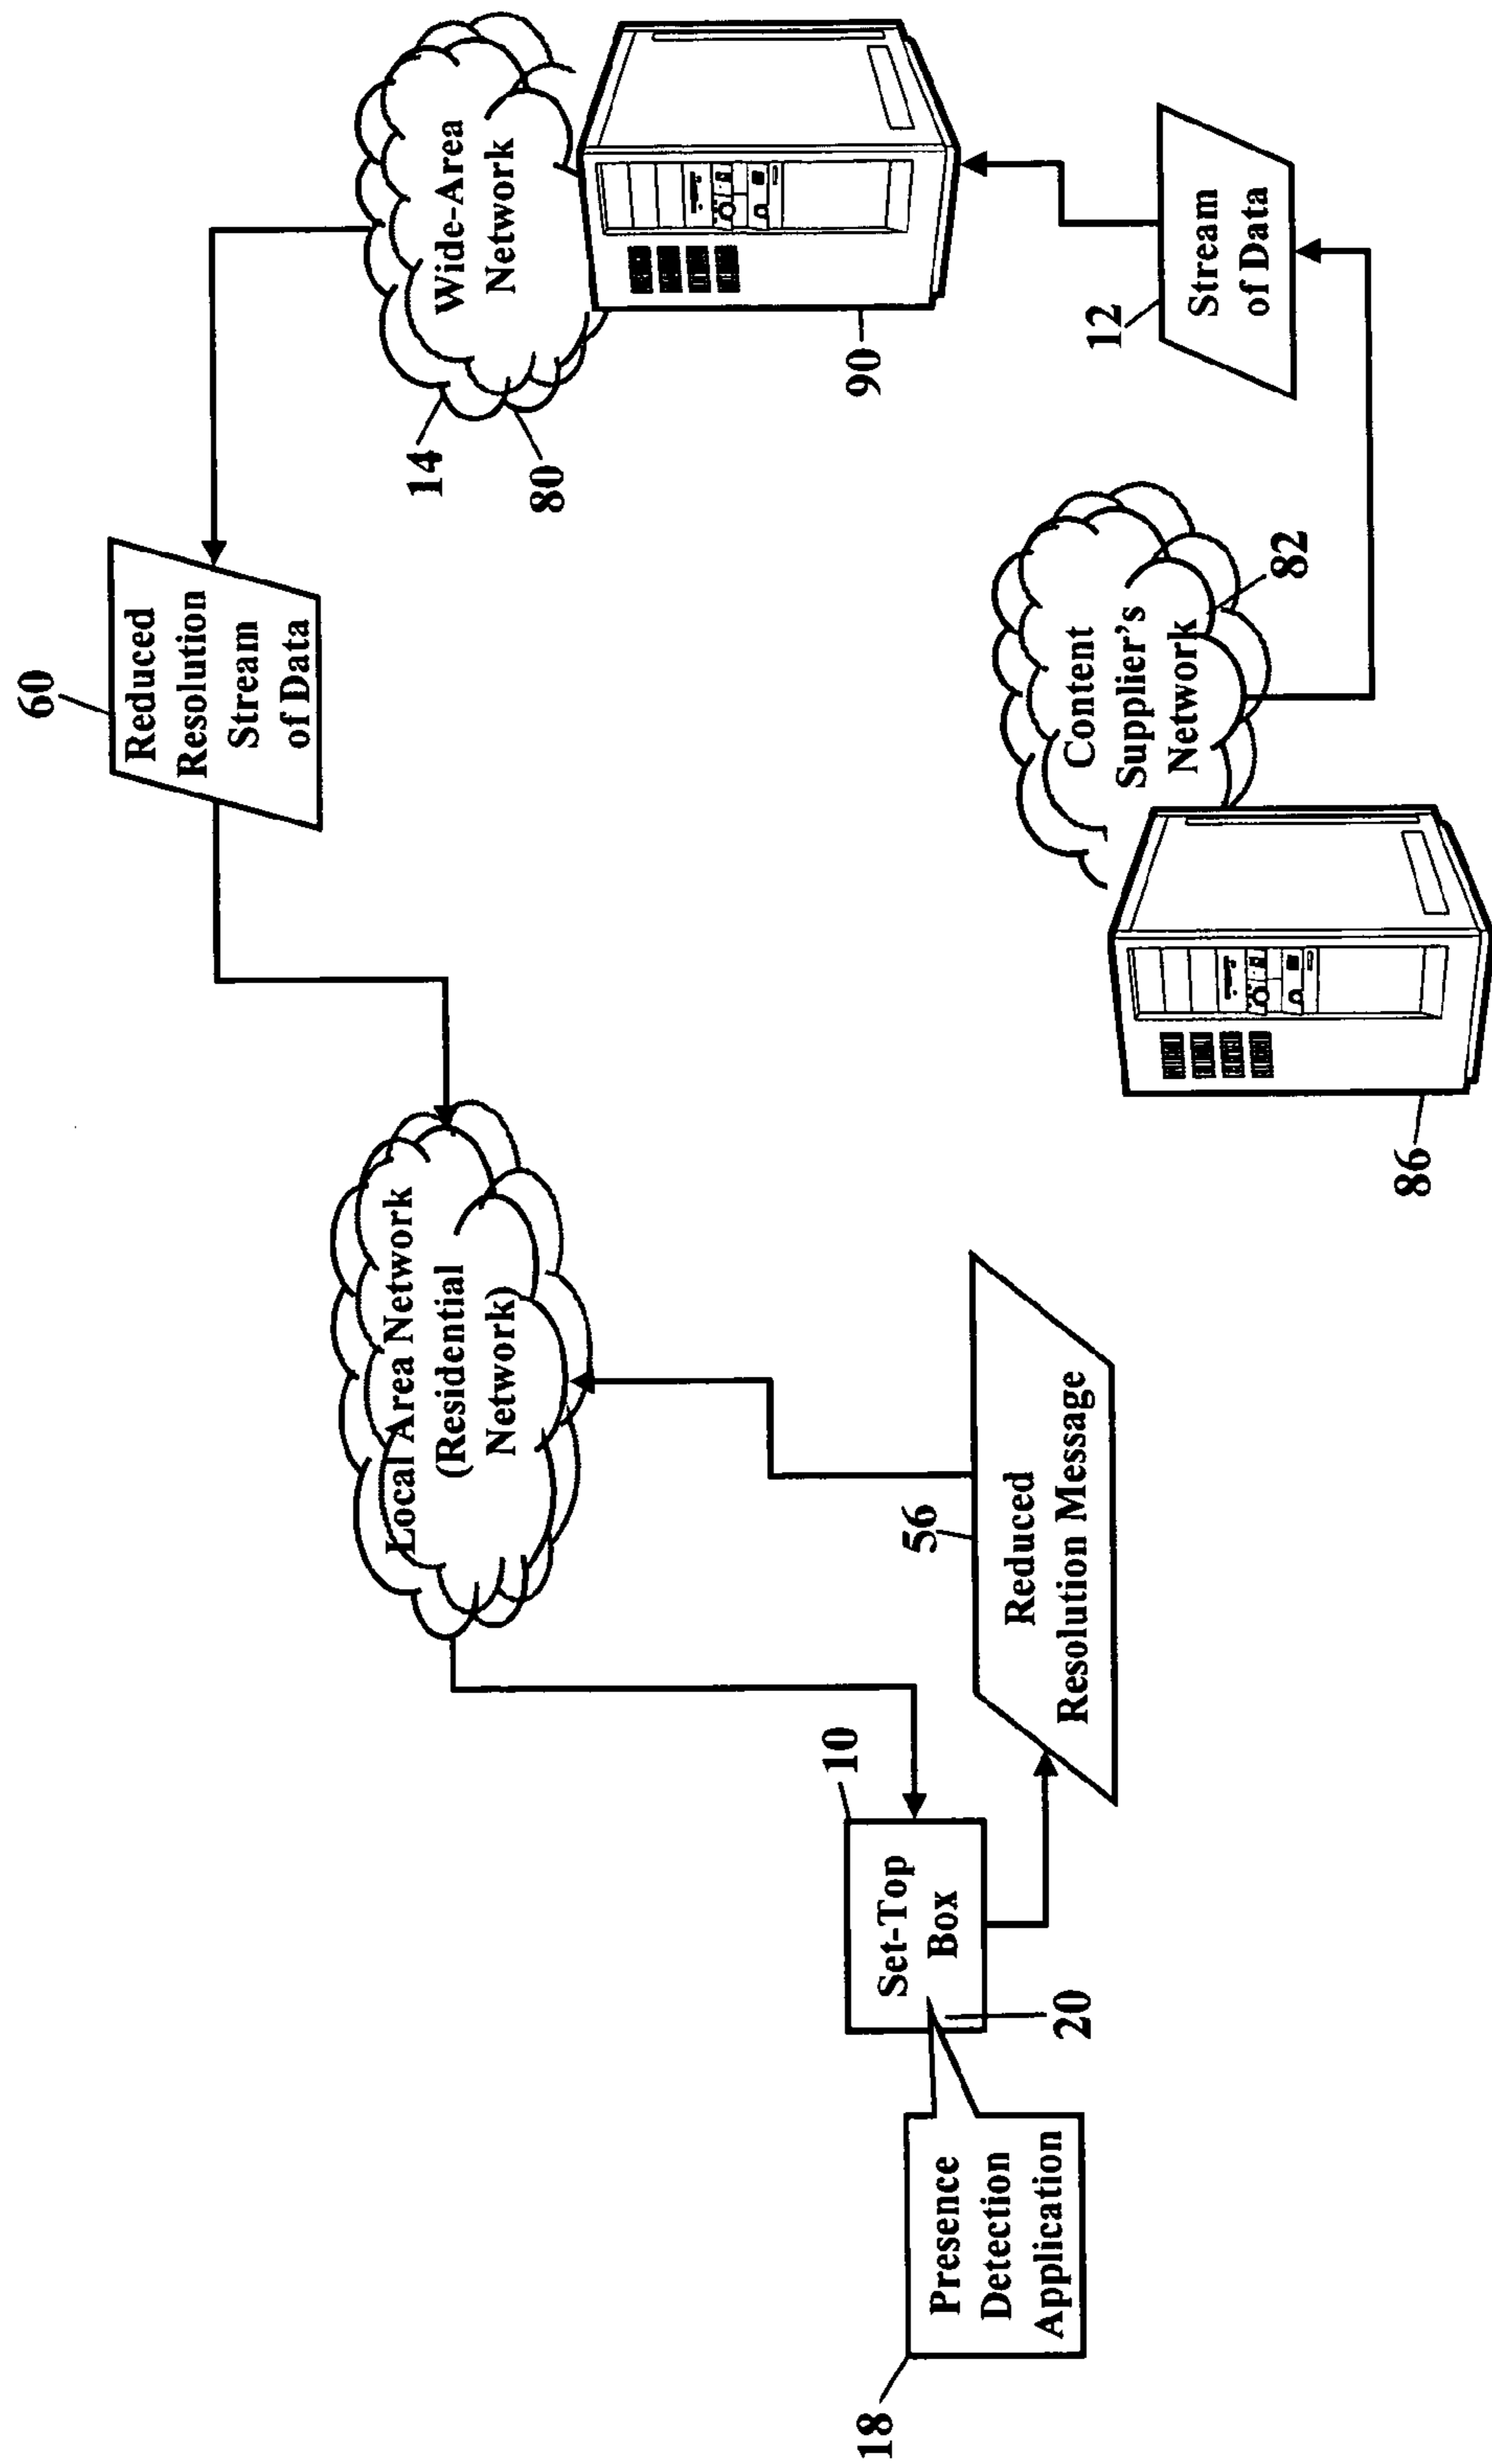 60
Reduced
Resolution
Stream
of Data
14
80
Wide-Area
Network
90
12
Stream
of Data
Content
Supplier's
Network
82
86
Local Area Network
(Residential
Network)
56
Reduced
Resolution Message
10
Set-Top
Box
20
18
Presence
Detection
Application